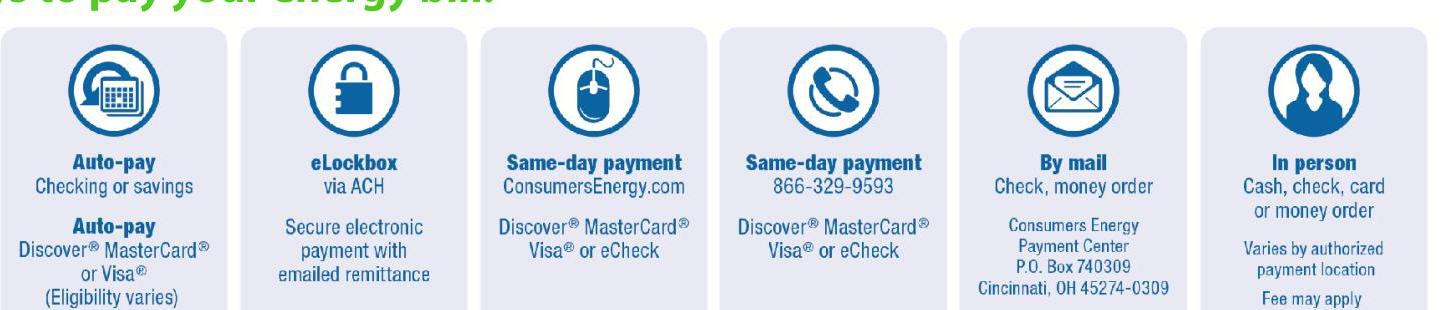 to pay your energy bill.
Auto-pay
Checking or savings
Auto-pay
Discover® MasterCard®
or Visa®
(Eligibility varies)
eLockbox
via ACH
Secure electronic
payment with
emailed remittance
Same-day payment
ConsumersEnergy.com
Discover® MasterCard®
Visa® or eCheck
Same-day payment
866-329-9593
Discover® MasterCard®
Visa® or eCheck
By mail
Check, money order
Consumers Energy
Payment Center
P.O. Box 740309
Cincinnati, OH 45274-0309
In person
Cash, check, card
or money order
Varies by authorized
payment location
Fee may apply